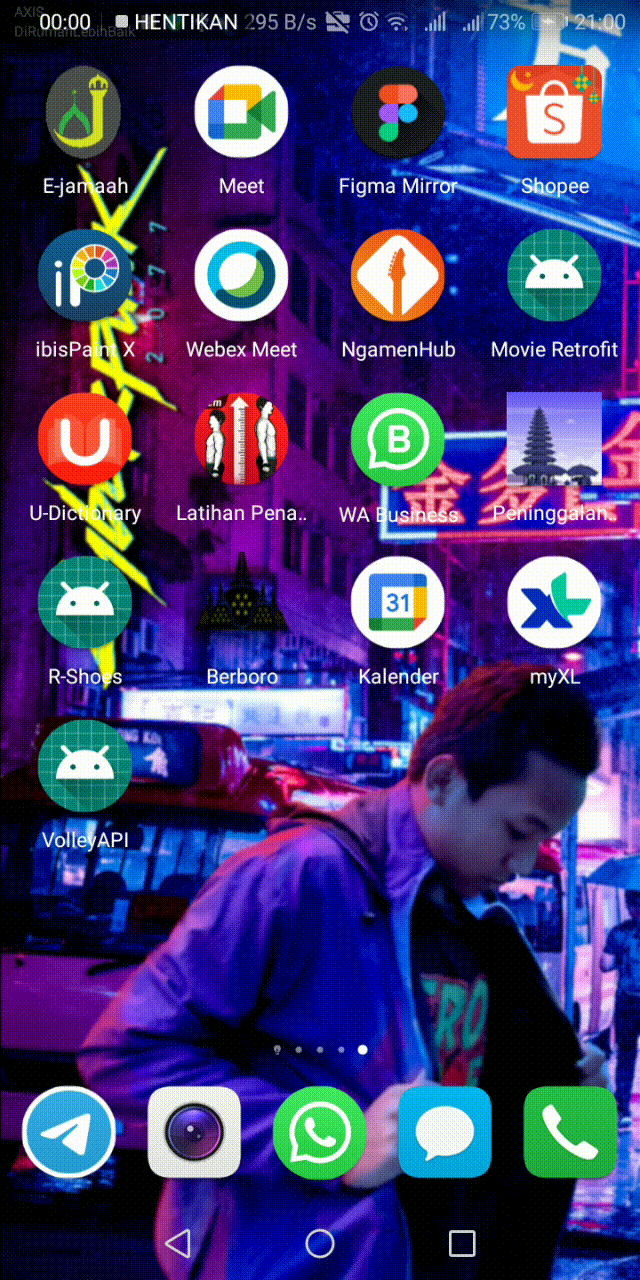 AXIS
DiRumahLebihBaik
00:00 HENTIKAN 295 B/s 73% 21:00
E-jamaah Meet Figma Mirror Shopee
ibisPaint X Webex Meet NgamenHub Movie Retrofit
U-Dictionary Latihan Pena.. WA Business Peninggalan..
31
R-Shoes Berboro Kalender myXL
VolleyAPI
2077